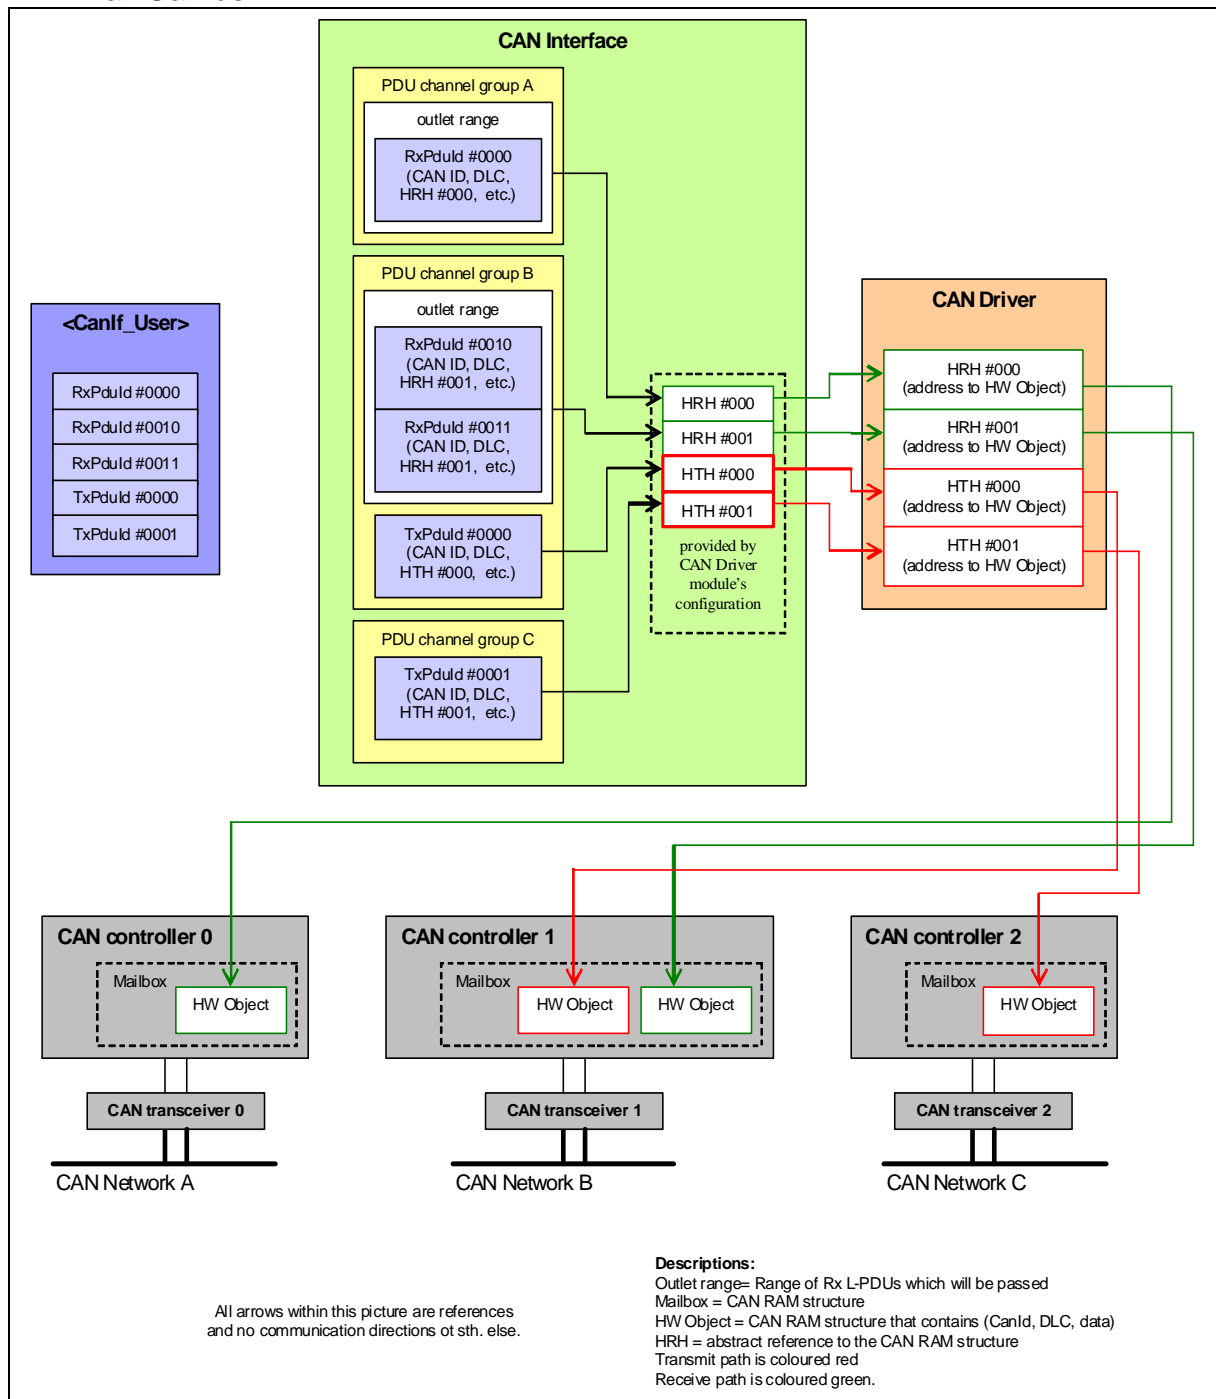 CAN Interface
PDU channel group A
outlet range
RxPduId #0000
(CAN ID, DLC,
HRH #000, etc.)
PDU channel group B
outlet range
RxPduId #0010
(CAN ID, DLC,
HRH #001, etc.)
RxPduId #0011
(CAN ID, DLC,
HRH #001, etc.)
TxPduId #0000
(CAN ID, DLC,
HTH #000, etc.)
PDU channel group C
TxPduId #0001
(CAN ID, DLC,
HTH #001, etc.)
HRH #000
HRH #001
HTH #000
HTH #001
provided by
CAN Driver
module's
configuration
<CanIf_User>
RxPduId #0000
RxPduId #0010
RxPduId #0011
TxPduId #0000
TxPduId #0001
CAN Driver
HRH #000
(address to HW Object)
HRH #001
(address to HW Object)
HTH #000
(address to HW Object)
HTH #001
(address to HW Object)
CAN controller 0
Mailbox
HW Object
CAN transceiver 0
CAN Network A
CAN controller 1
Mailbox
HW Object
HW Object
CAN transceiver 1
CAN Network B
CAN controller 2
Mailbox
HW Object
CAN transceiver 2
CAN Network C
All arrows within this picture are references
and no communication directions ot sth. else.
Descriptions:
Outlet range= Range of Rx L-PDUs which will be passed
Mailbox = CAN RAM structure
HW Object = CAN RAM structure that contains (CanId, DLC, data)
HRH = abstract reference to the CAN RAM structure
Transmit path is coloured red
Receive path is coloured green.